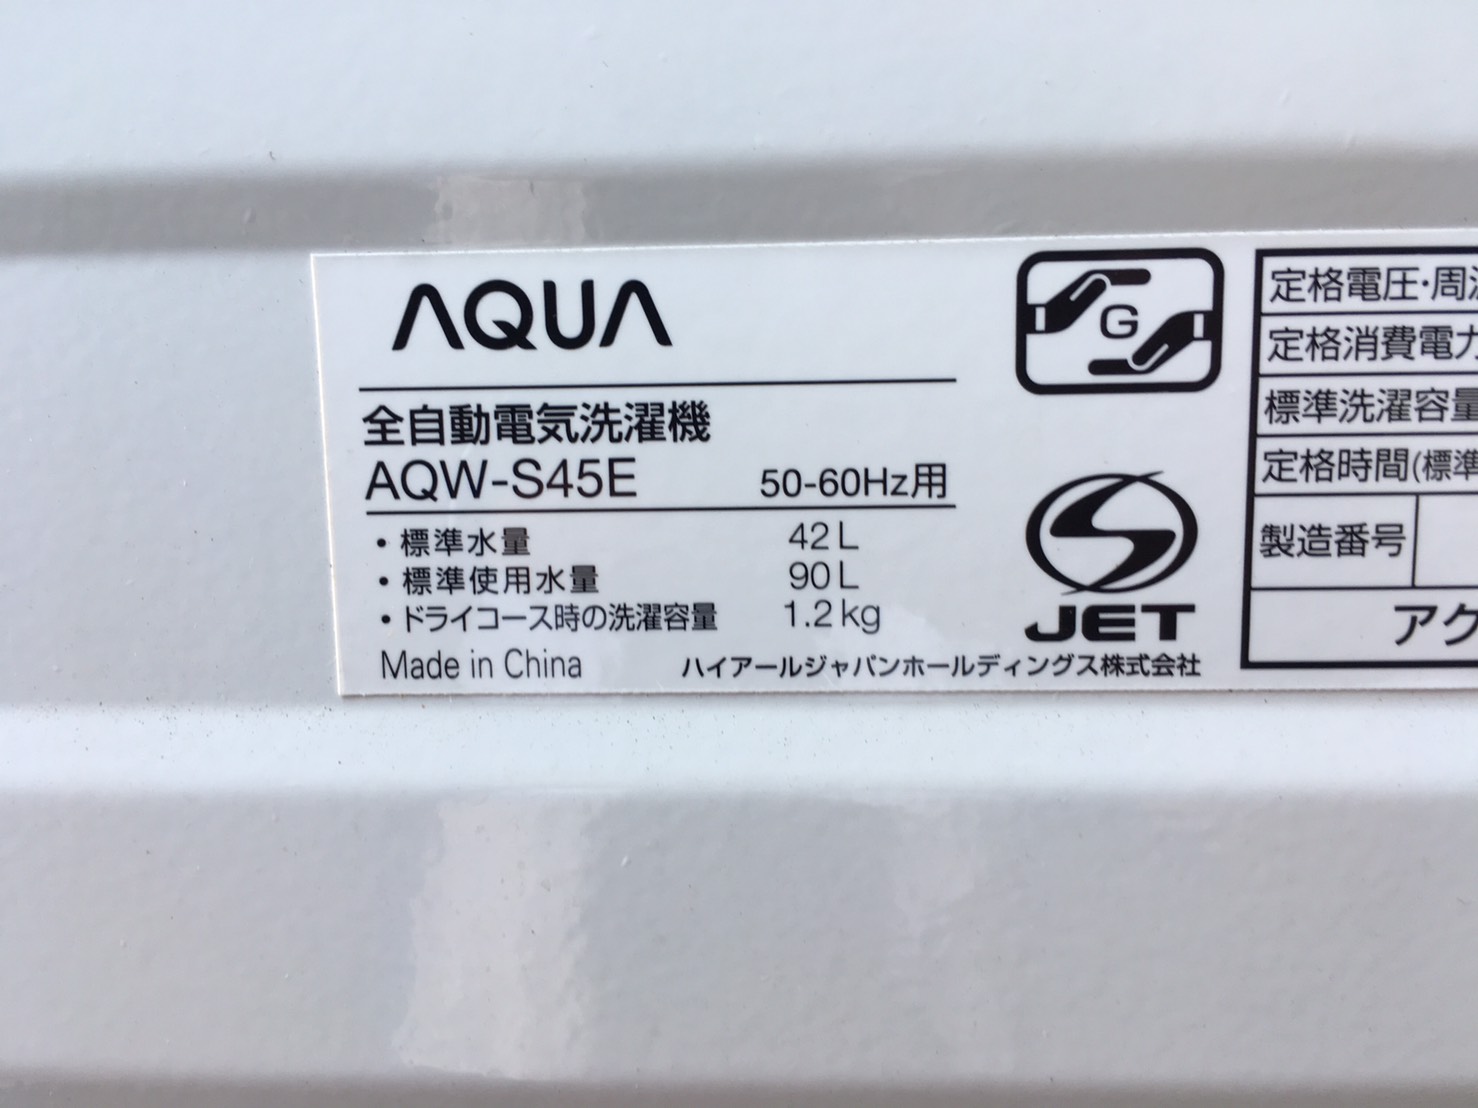 AQUA
全自動電気洗濯機
AQW-S45E 50-60Hz用
・標準水量 42L
・標準使用水量 90L
・ドライコース時の洗濯容量 1.2kg
Made in China ハイアールジャパンホールディングス株式会社
G
JET
定格電圧・周
定格消費電力
標準洗濯容量
定格時間(標準
製造番号
アク